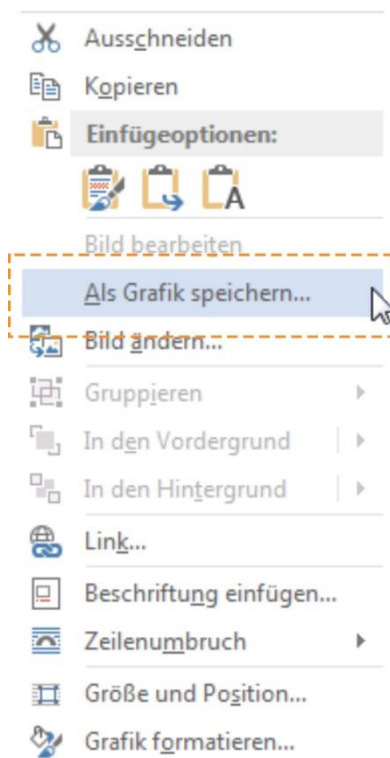 Ausschneiden
Kopieren
Einfügeoptionen:
A
Bild bearbeiten
Als Grafik speichern...
Bild ändern...
Gruppieren
In den Vordergrund
In den Hintergrund
Link...
Beschriftung einfügen...
Zeilenumbruch
Größe und Position...
Grafik formatieren...